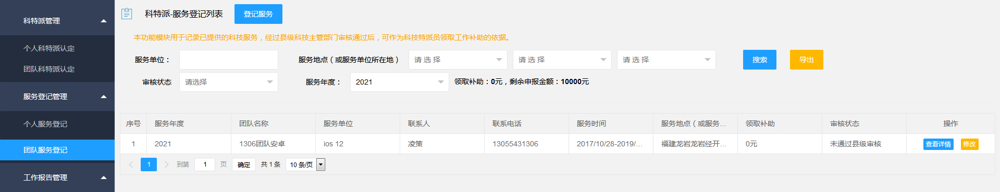 科特派管理
个人科特派认定
团队科特派认定
服务登记管理
个人服务登记
团队服务登记
工作报告管理
科特派-服务登记列表 登记服务
本功能模块用于记录已提供的科技服务，经过县级科技主管部门审核通过后，可作为科技特派员领取工作补助的依据。
服务单位： 服务地点（或服务单位所在地） 请 选 择 请 选 择 请 选 择 搜索 导出
审核状态 请选择 服务年度： 2021 领取补助：0元，剩余申报金额：10000元
序号 服务年度 团队名称 服务单位 联系人 联系电话 服务时间 服务地点（或服务... 领取补助 审核状态 操作
1 2021 1306团队安卓 ios 12 凌策 13055431306 2017/10/28-2019/... 福建龙岩龙岩经开... 0元 未通过县级审核 查看详情 修改
1 到第 1 页 确定 共 1 条 10 条/页